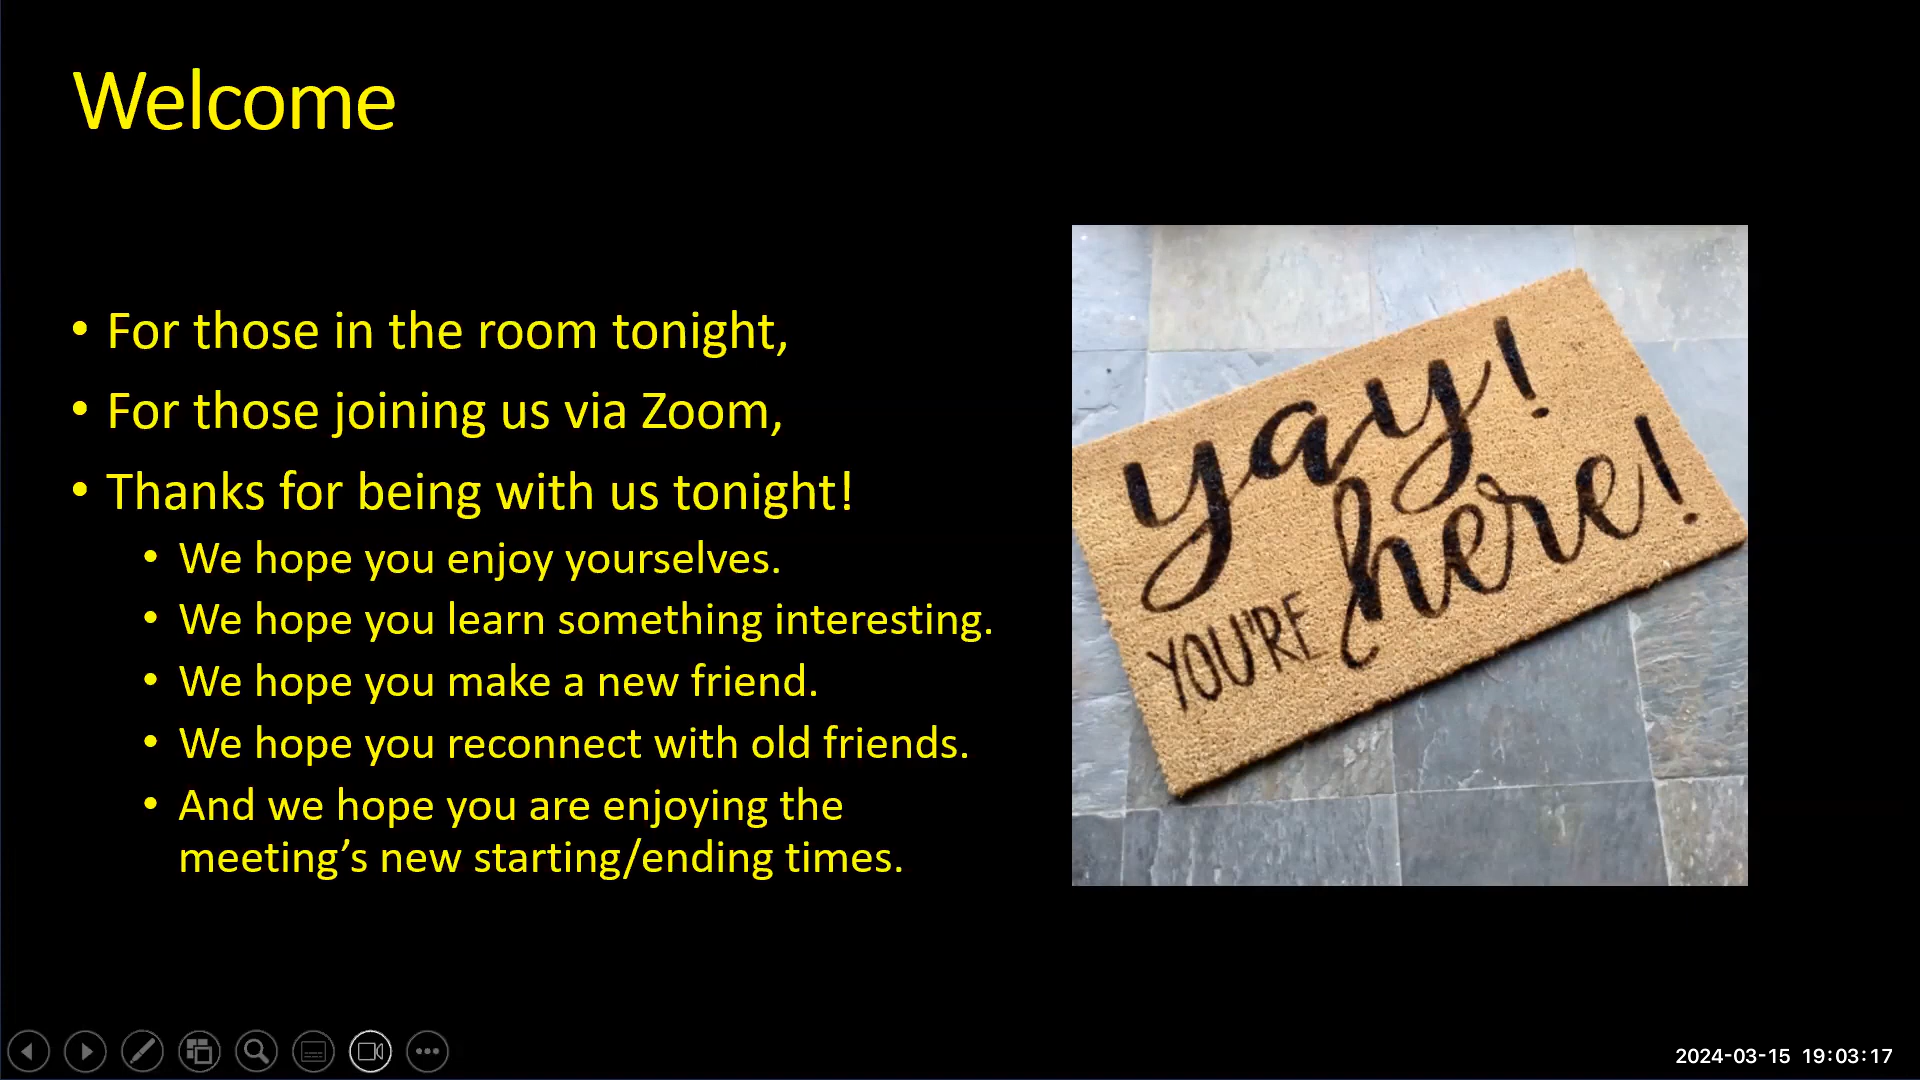 Welcome
• For those in the room tonight,
• For those joining us via Zoom,
• Thanks for being with us tonight!
• We hope you enjoy yourselves.
• We hope you learn something interesting.
• We hope you make a new friend.
• We hope you reconnect with old friends.
• And we hope you are enjoying the
meeting’s new starting/ending times.
yay!
YOU'RE here!
2024-03-15 19:03:17